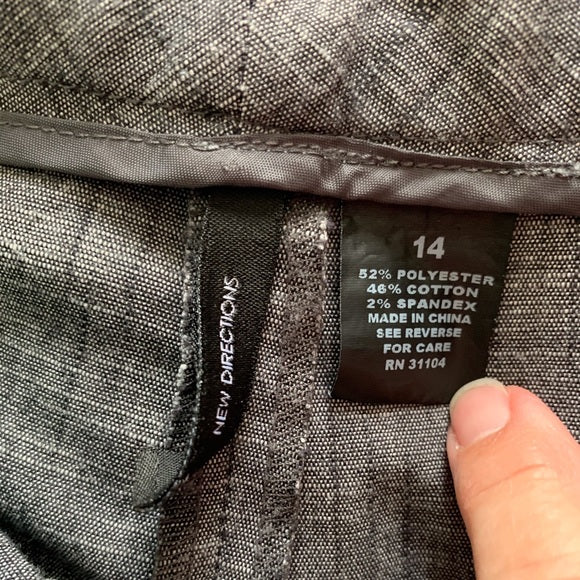 NEW DIRECTIONS
14
52% POLYESTER
46% COTTON
2% SPANDEX
MADE IN CHINA
SEE REVERSE
FOR CARE
RN 31104